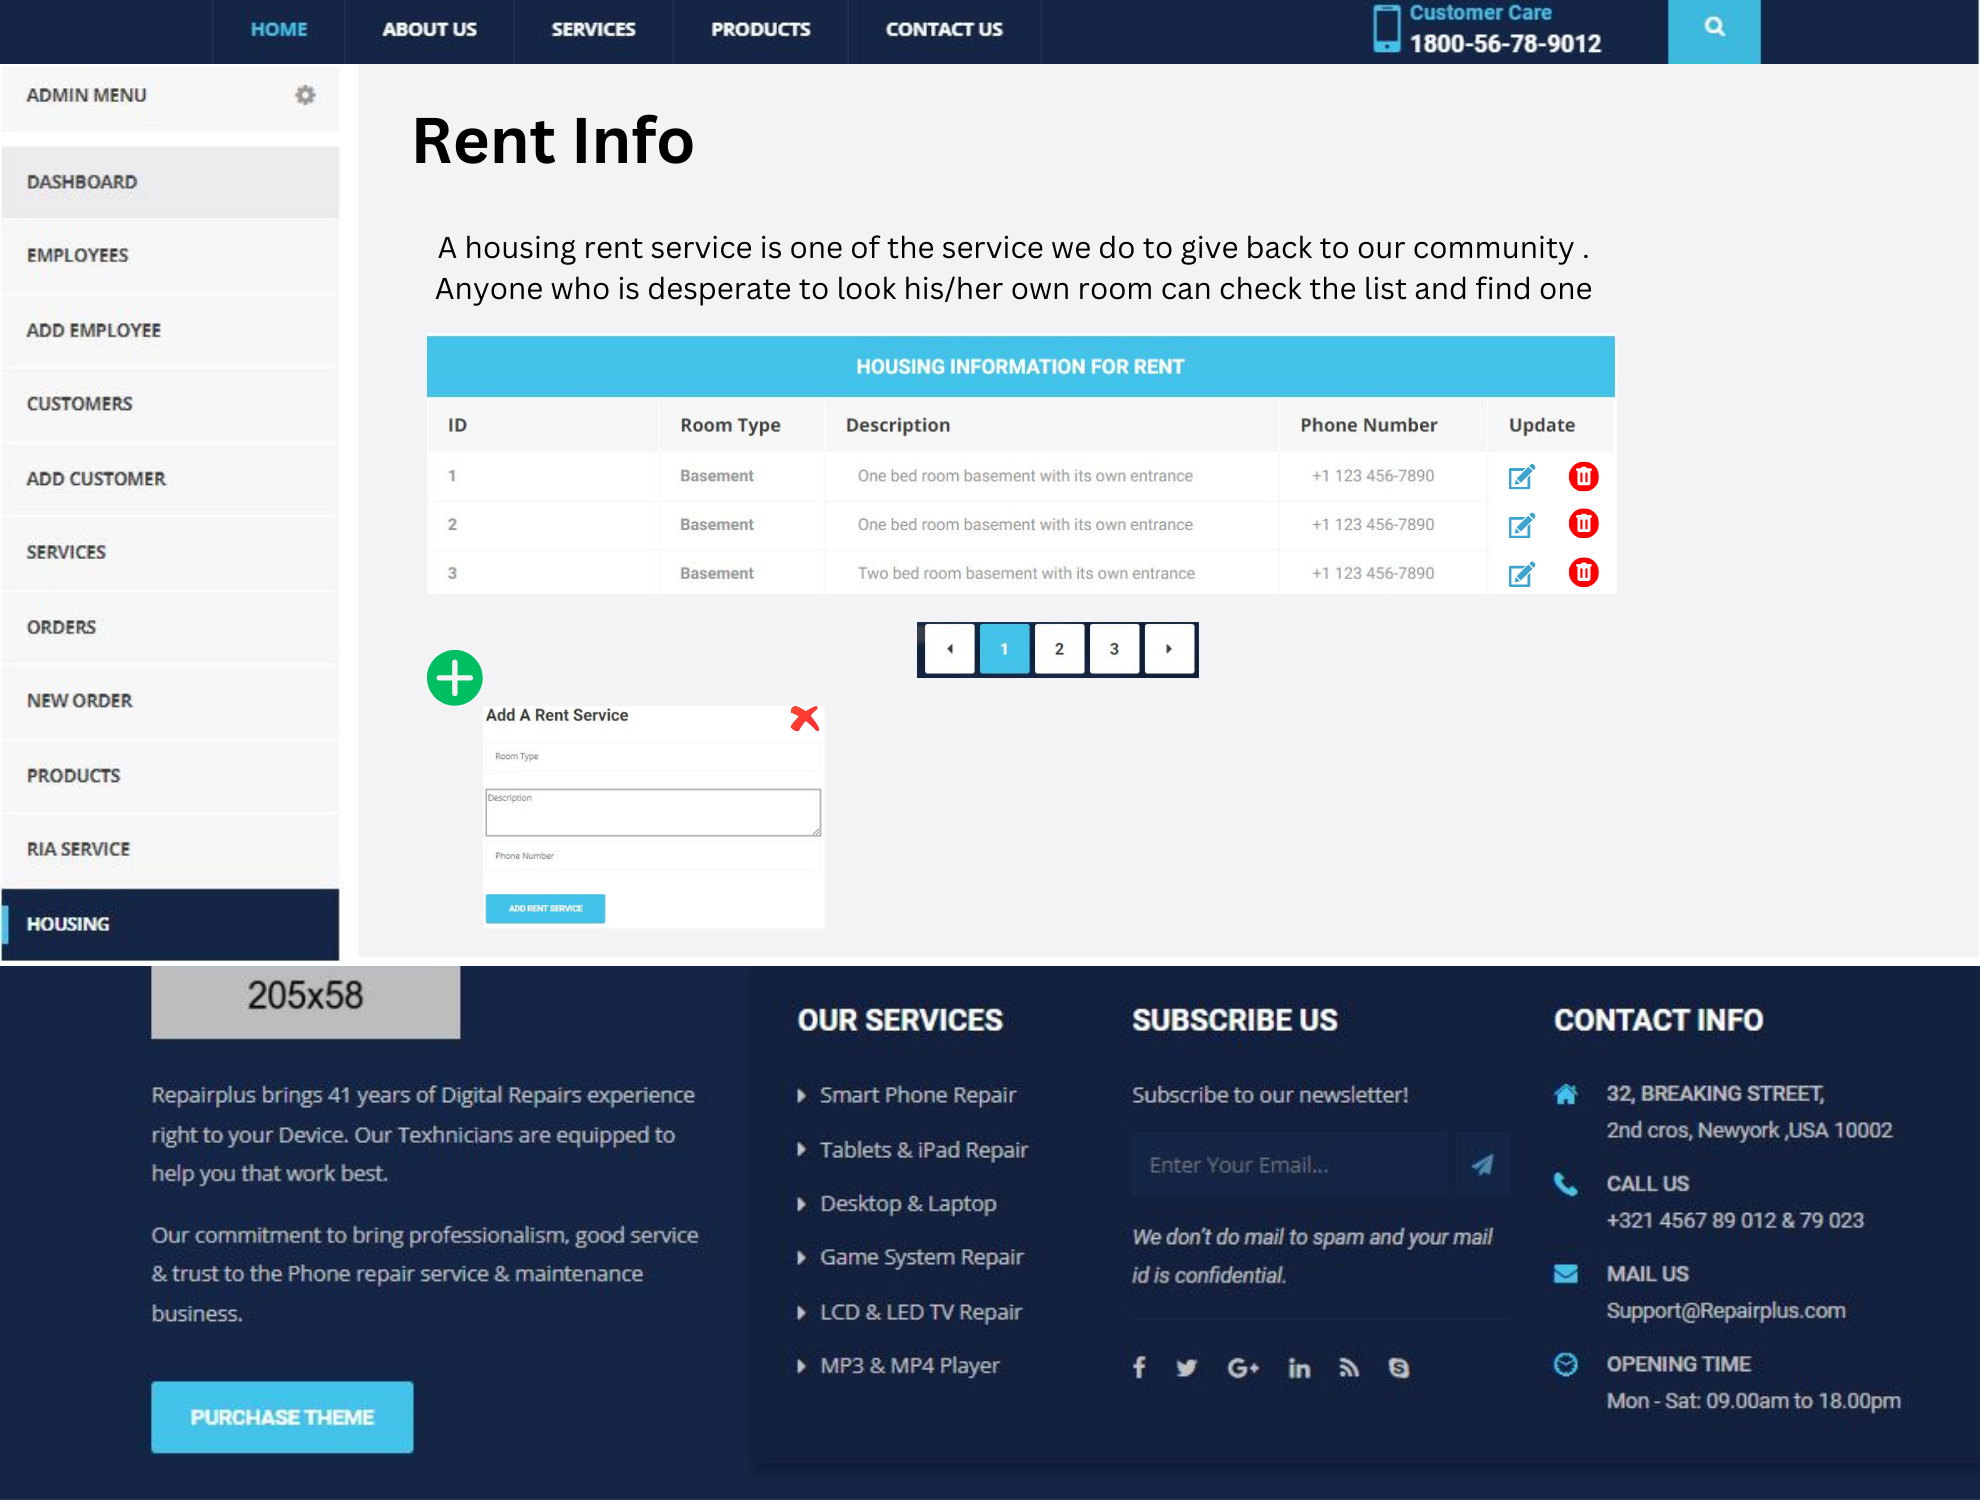 HOME ABOUT US SERVICES PRODUCTS CONTACT US
Customer Care
1800-56-78-9012
ADMIN MENU
DASHBOARD
EMPLOYEES
ADD EMPLOYEE
CUSTOMERS
ADD CUSTOMER
SERVICES
ORDERS
NEW ORDER
PRODUCTS
RIA SERVICE
HOUSING
Rent Info
A housing rent service is one of the service we do to give back to our community .
Anyone who is desperate to look his/her own room can check the list and find one
HOUSING INFORMATION FOR RENT
ID Room Type Description Phone Number Update
1 Basement One bed room basement with its own entrance +1 123 456-7890
2 Basement One bed room basement with its own entrance +1 123 456-7890
3 Basement Two bed room basement with its own entrance +1 123 456-7890
1 2 3
Add A Rent Service
Room Type
Description
Phone Number
ADD RENT SERVICE
205x58
Repairplus brings 41 years of Digital Repairs experience
right to your Device. Our Texhnicians are equipped to
help you that work best.
Our commitment to bring professionalism, good service
& trust to the Phone repair service & maintenance
business.
PURCHASE THEME
OUR SERVICES
Smart Phone Repair
Tablets & iPad Repair
Desktop & Laptop
Game System Repair
LCD & LED TV Repair
MP3 & MP4 Player
SUBSCRIBE US
Subscribe to our newsletter!
Enter Your Email...
We don't do mail to spam and your mail
id is confidential.
CONTACT INFO
32, BREAKING STREET,
2nd cros, Newyork ,USA 10002
CALL US
+321 4567 89 012 & 79 023
MAIL US
Support@Repairplus.com
OPENING TIME
Mon - Sat: 09.00am to 18.00pm